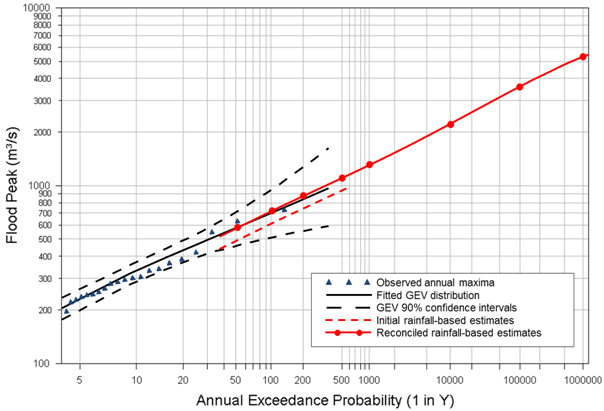 10000
9000
8000
7000
6000
5000
4000
3000
2000
1000
900
800
700
600
500
400
300
200
100
Flood Peak (m³/s)
Observed annual maxima
Fitted GEV distribution
GEV 90% confidence intervals
Initial rainfall-based estimates
Reconciled rainfall-based estimates
5 10 20 50 100 200 500 1000 10000 100000 1000000
Annual Exceedance Probability (1 in Y)